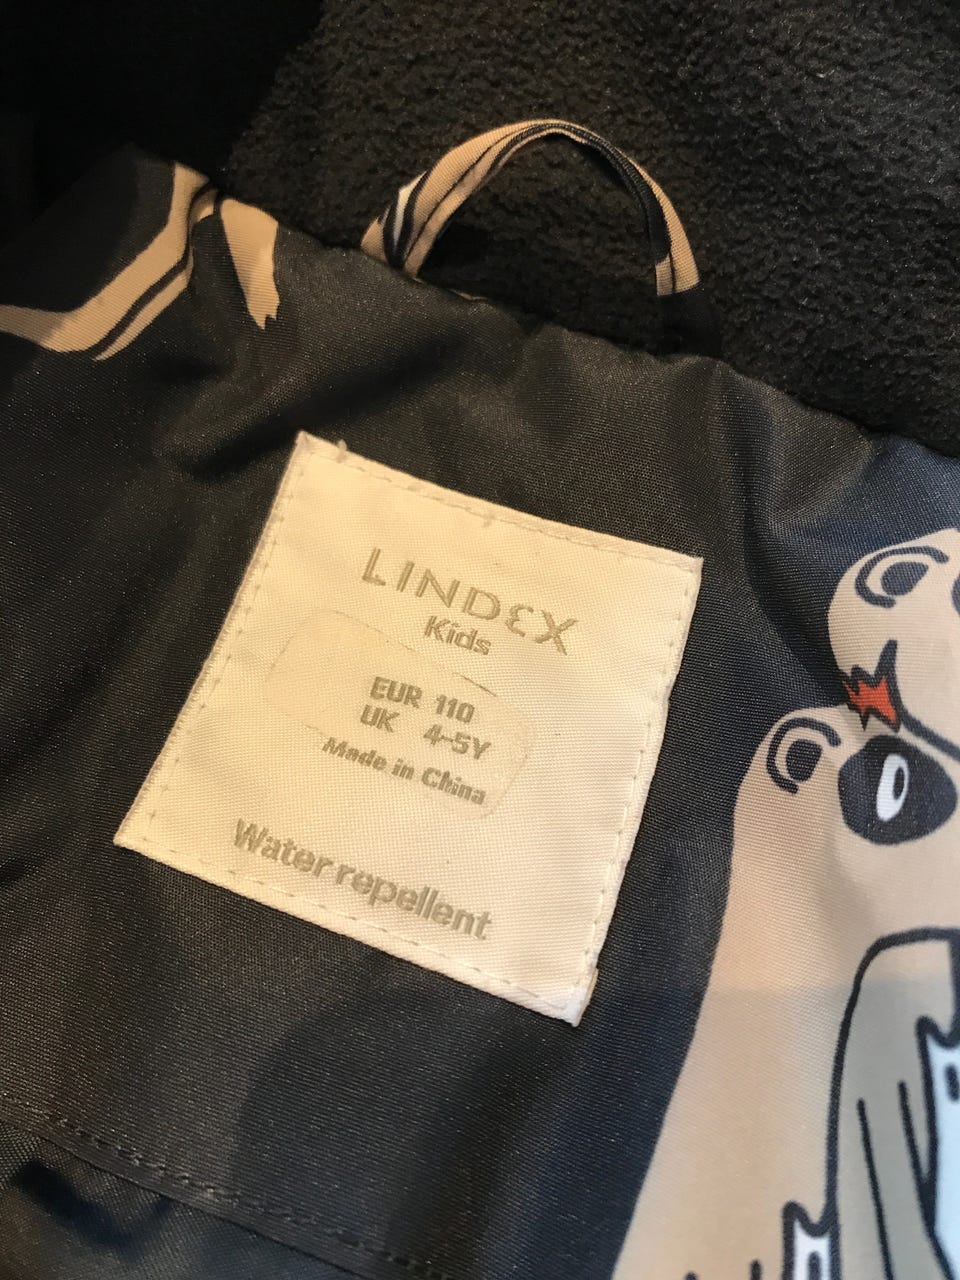 LINDEX
Kids
EUR 110
UK 4-5Y
Made in China
Water repellent